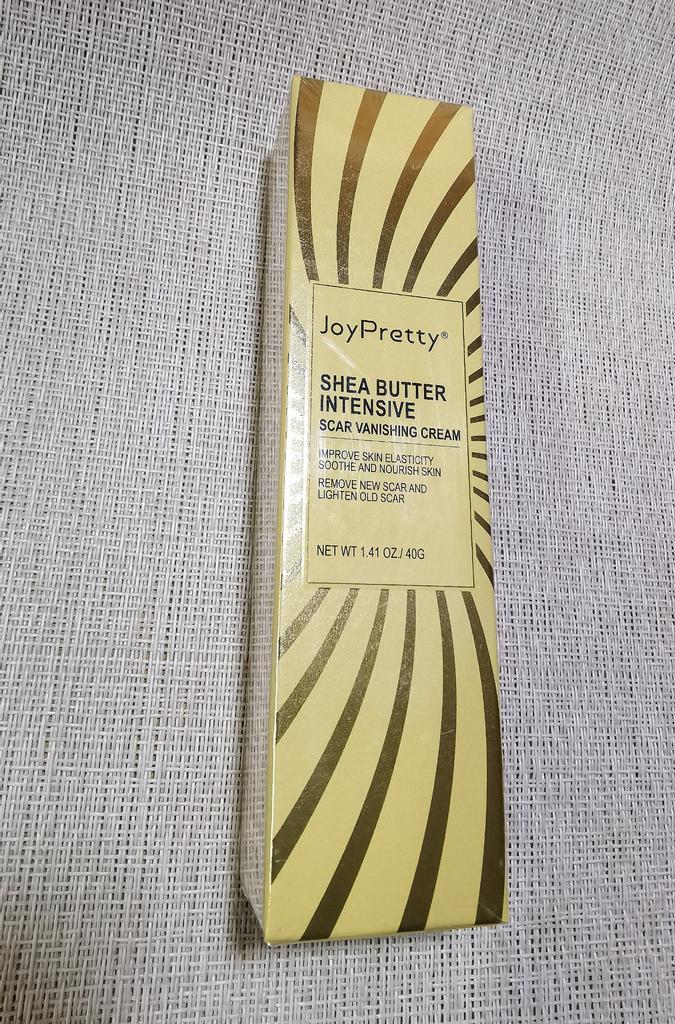 JoyPretty®
SHEA BUTTER
INTENSIVE
SCAR VANISHING CREAM
IMPROVE SKIN ELASTICITY
SOOTHE AND NOURISH SKIN
REMOVE NEW SCAR AND
LIGHTEN OLD SCAR
NET WT 1.41 OZ./ 40G